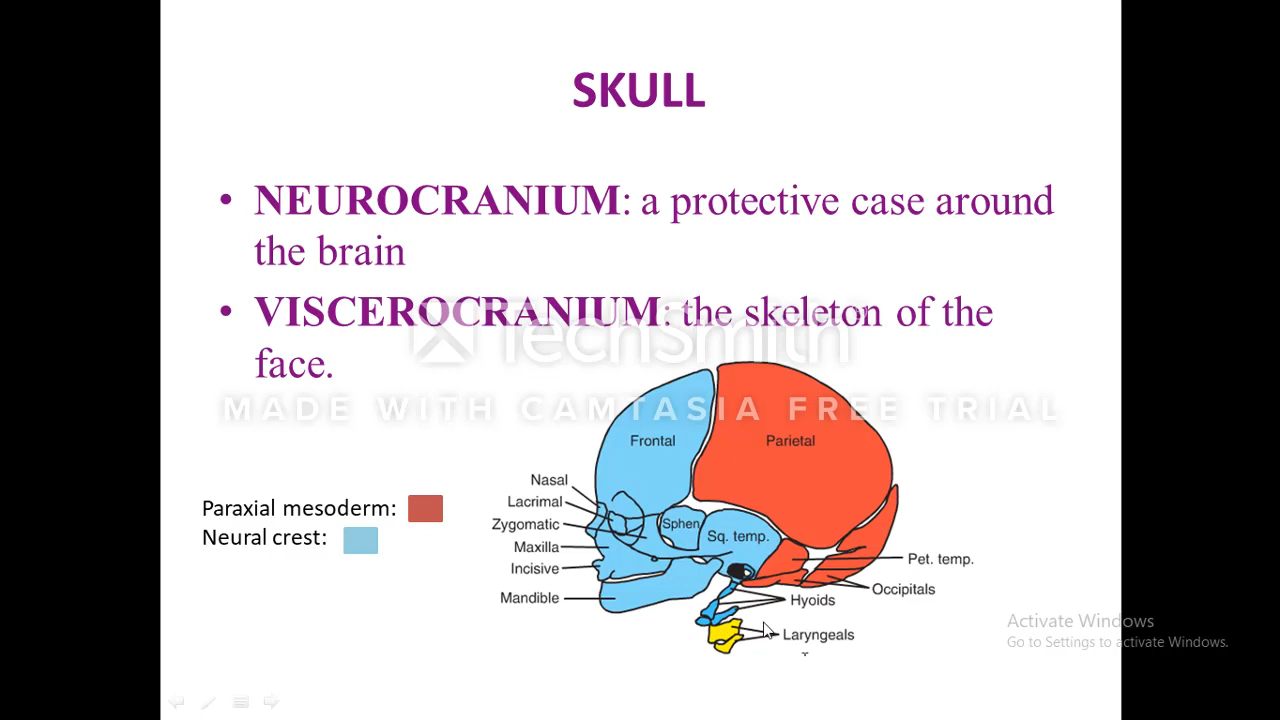 SKULL
• NEUROCRANIUM: a protective case around
the brain
• VISCEROCRANIUM: the skeleton of the
face.
TechSmith
MADE WITH CAMTASIA FREE TRIAL
Frontal
Parietal
Nasal
Lacrimal
Zygomatic
Maxilla
Incisive
Mandible
Sphen
Sq. temp.
Pet. temp.
Occipitals
Hyoids
Laryngeals
Paraxial mesoderm:
Neural crest:
Activate Windows
Go to Settings to activate Windows.